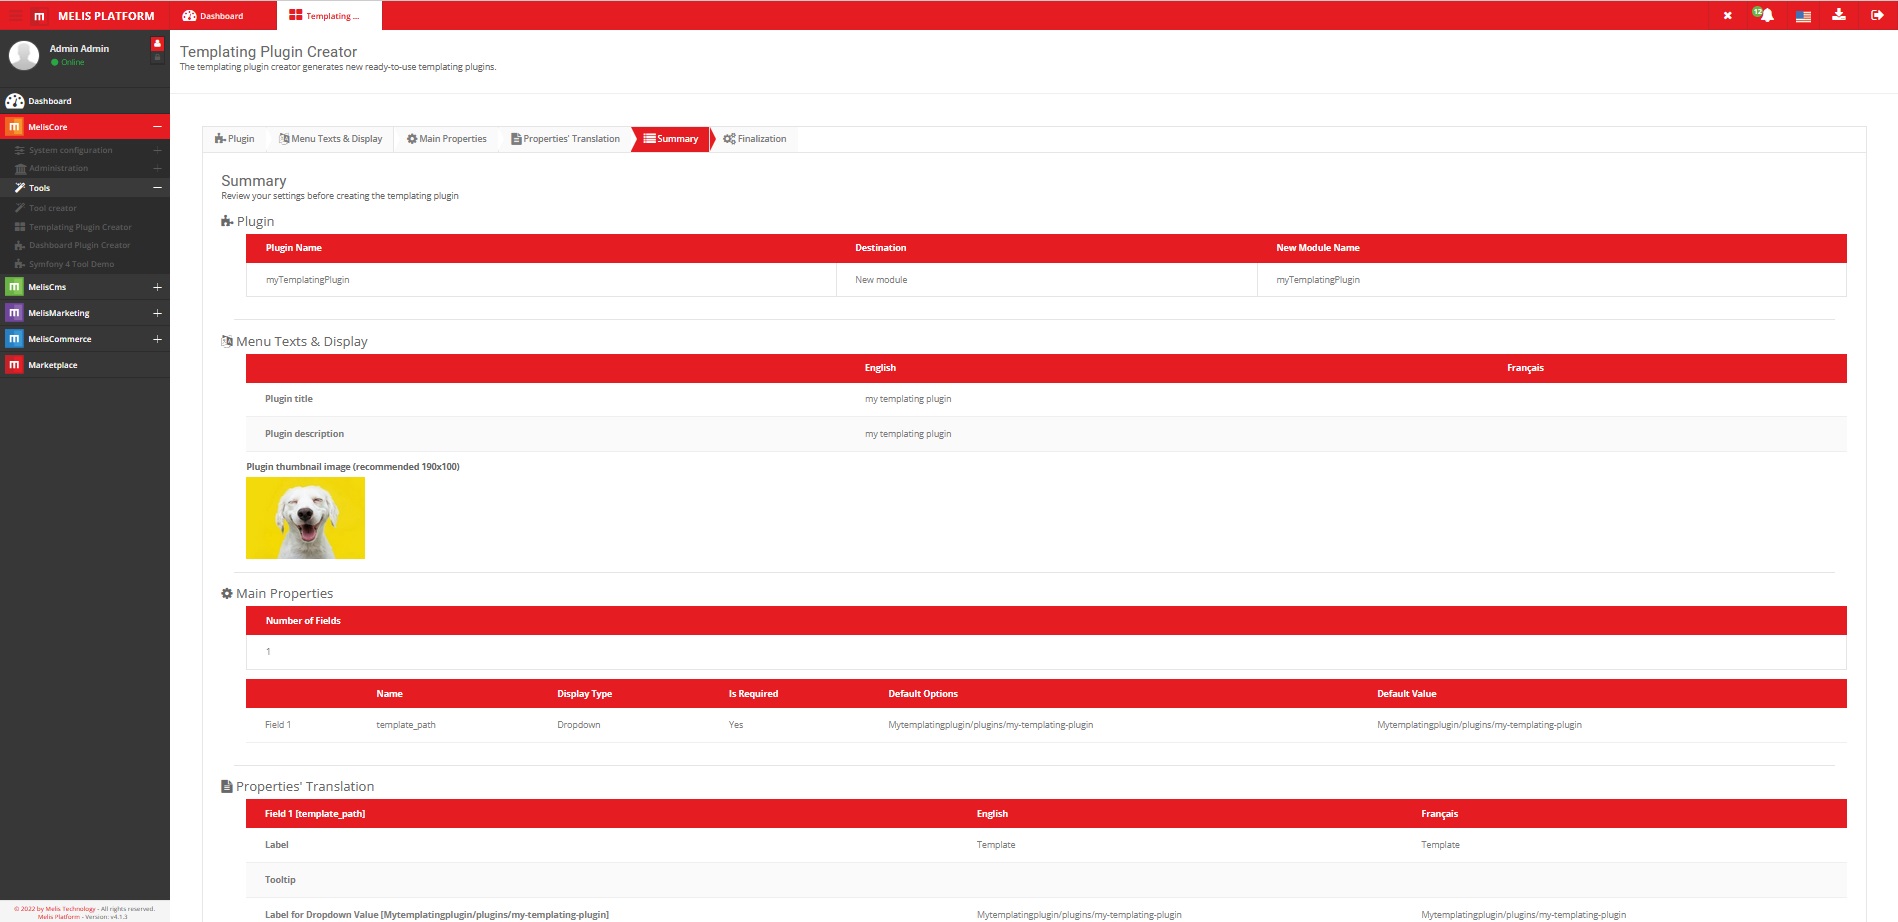 MELIS PLATFORM
Dashboard
Templating ...
12
Admin Admin
Online
Dashboard
MelisCore
System configuration
Administration
Tools
Tool creator
Templating Plugin Creator
Dashboard Plugin Creator
Symfony 4 Tool Demo
MelisCms
MelisMarketing
MelisCommerce
Marketplace
© 2022 by Melis Technology - All rights reserved.
Melis Platform - Version: v4.1.3
Templating Plugin Creator
The templating plugin creator generates new ready-to-use templating plugins.
Plugin Menu Texts & Display Main Properties Properties' Translation Summary Finalization
Summary
Review your settings before creating the templating plugin
Plugin
Plugin Name Destination New Module Name
myTemplatingPlugin New module myTemplatingPlugin
Menu Texts & Display
English Français
Plugin title my templating plugin
Plugin description my templating plugin
Plugin thumbnail image (recommended 190x100)
Main Properties
Number of Fields
1
Name Display Type Is Required Default Options Default Value
Field 1 template_path Dropdown Yes Mytemplatingplugin/plugins/my-templating-plugin Mytemplatingplugin/plugins/my-templating-plugin
Properties' Translation
Field 1 [template_path] English Français
Label Template Template
Tooltip
Label for Dropdown Value [Mytemplatingplugin/plugins/my-templating-plugin] Mytemplatingplugin/plugins/my-templating-plugin Mytemplatingplugin/plugins/my-templating-plugin